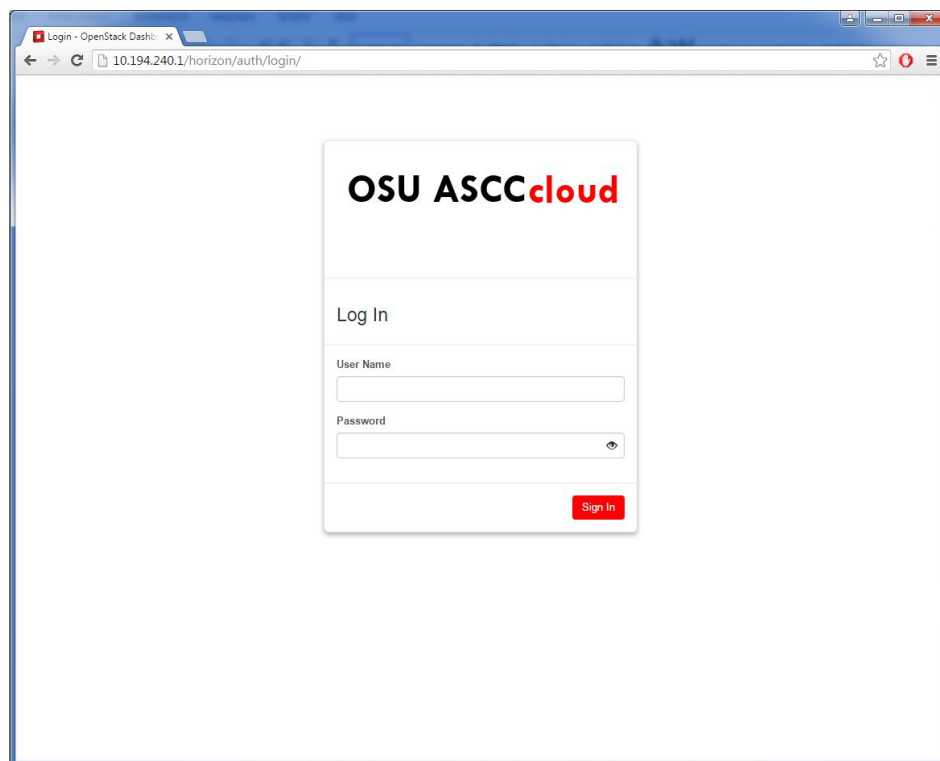 Login - OpenStack Dashb
10.194.240.1/horizon/auth/login/
OSU ASCCcloud
Log In
User Name
Password
Sign In